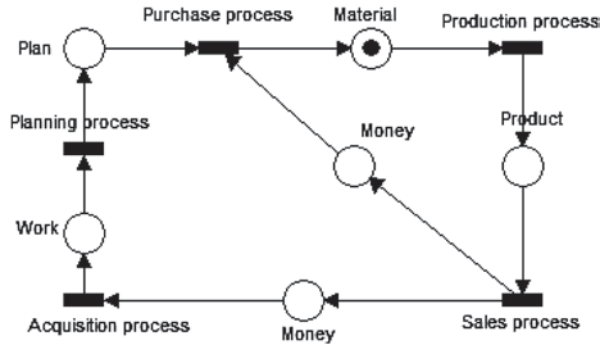 Purchase process
Material
Production process
Plan
Planning process
Money
Product
Work
Acquisition process
Money
Sales process